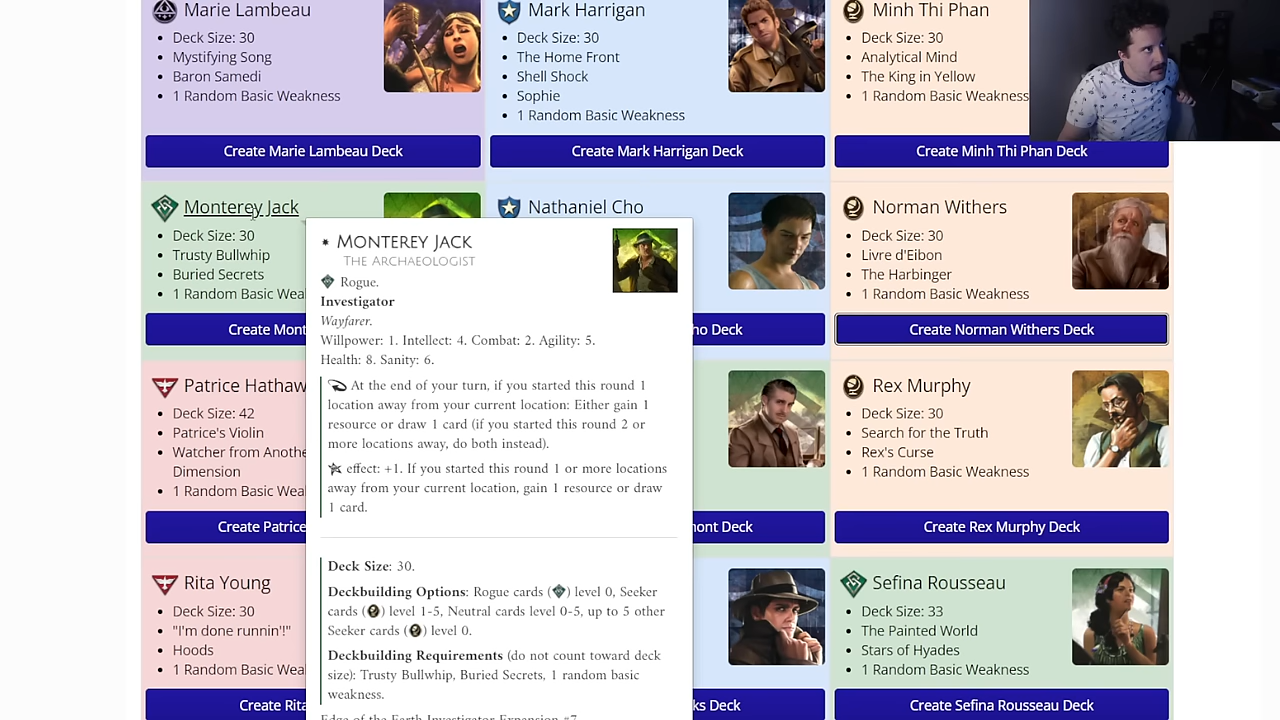 Marie Lambeau
Deck Size: 30
Mystifying Song
Baron Samedi
1 Random Basic Weakness
Create Marie Lambeau Deck
Mark Harrigan
Deck Size: 30
The Home Front
Shell Shock
Sophie
1 Random Basic Weakness
Create Mark Harrigan Deck
Minh Thi Phan
Deck Size: 30
Analytical Mind
The King in Yellow
1 Random Basic Weakness
Create Minh Thi Phan Deck
Monterey Jack
Deck Size: 30
Trusty Bullwhip
Buried Secrets
1 Random Basic Wea
Create Mont
Nathaniel Cho
ho Deck
Norman Withers
Deck Size: 30
Livre d'Eibon
The Harbinger
1 Random Basic Weakness
Create Norman Withers Deck
MONTEREY JACK
THE ARCHAEOLOGIST
Rogue.
Investigator
Wayfarer.
Willpower: 1. Intellect: 4. Combat: 2. Agility: 5.
Health: 8. Sanity: 6.
At the end of your turn, if you started this round 1
location away from your current location: Either gain 1
resource or draw 1 card (if you started this round 2 or
more locations away, do both instead).
effect: +1. If you started this round 1 or more locations
away from your current location, gain 1 resource or draw
1 card.
Deck Size: 30.
Deckbuilding Options: Rogue cards ( ) level 0, Seeker
cards ( ) level 1-5, Neutral cards level 0-5, up to 5 other
Seeker cards ( ) level 0.
Deckbuilding Requirements (do not count toward deck
size): Trusty Bullwhip, Buried Secrets, 1 random basic
weakness.
Edge of the Earth Investigator Expansion #7
Patrice Hathaw
Deck Size: 42
Patrice's Violin
Watcher from Anothe
Dimension
1 Random Basic Wea
Create Patrice
mont Deck
Rex Murphy
Deck Size: 30
Search for the Truth
Rex's Curse
1 Random Basic Weakness
Create Rex Murphy Deck
Rita Young
Deck Size: 30
"I'm done runnin'!"
Hoods
1 Random Basic Wea
Create Rita
ks Deck
Sefina Rousseau
Deck Size: 33
The Painted World
Stars of Hyades
1 Random Basic Weakness
Create Sefina Rousseau Deck